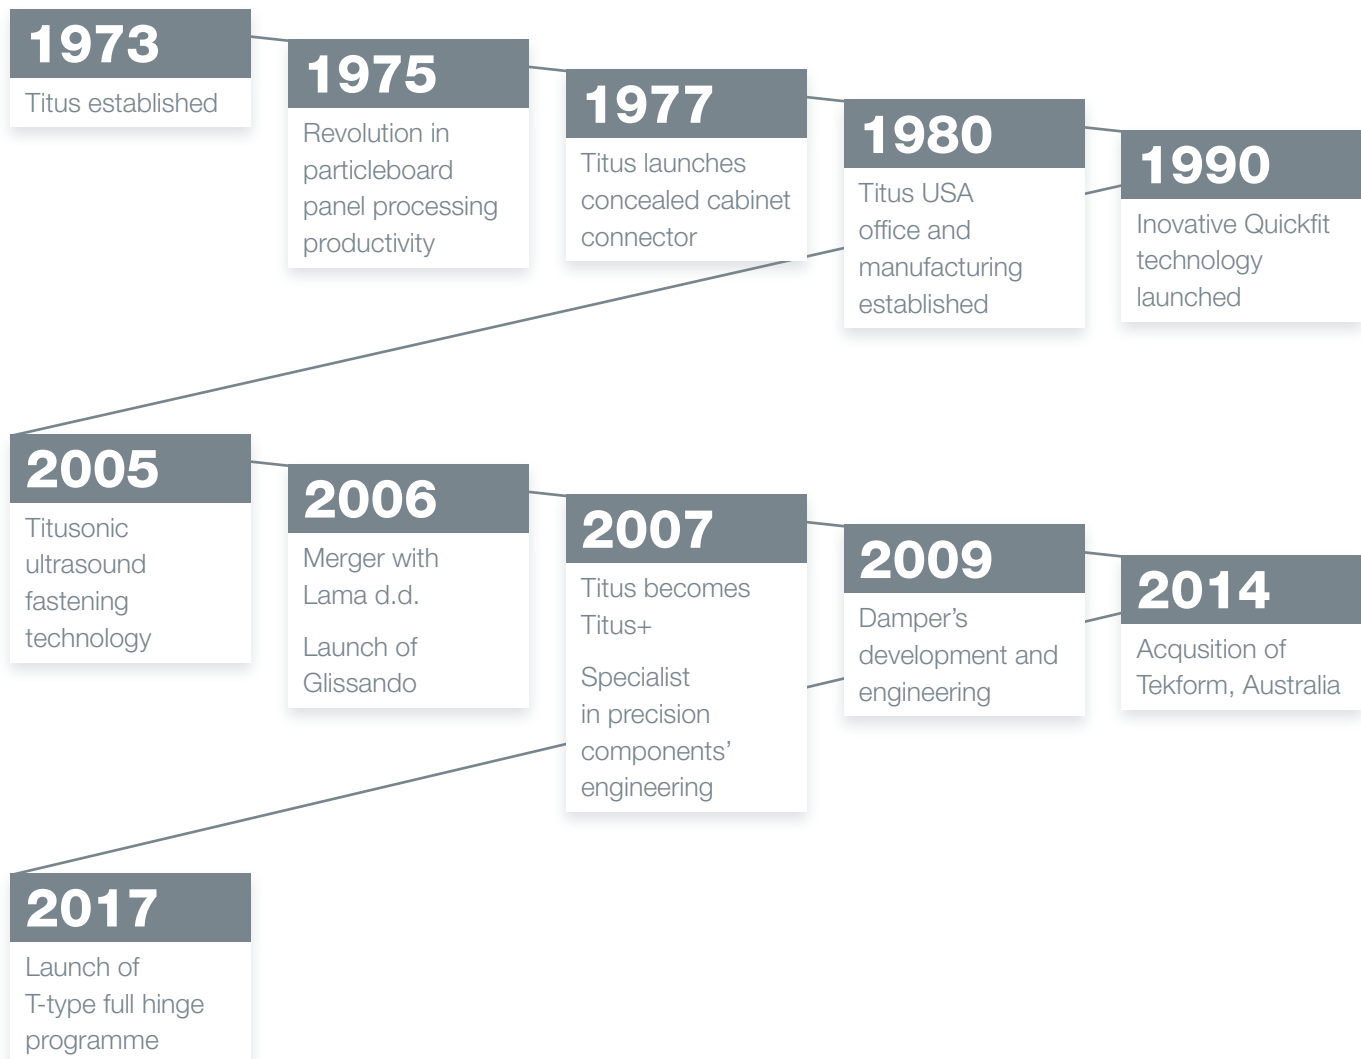 1973
Titus established
1975
Revolution in
particleboard
panel processing
productivity
1977
Titus launches
concealed cabinet
connector
1980
Titus USA
office and
manufacturing
established
1990
Inovative Quickfit
technology
launched
2005
Titusonic
ultrasound
fastening
technology
2006
Merger with
Lama d.d.
Launch of
Glissando
2007
Titus becomes
Titus+
Specialist
in precision
components’
engineering
2009
Damper’s
development and
engineering
2014
Acqusition of
Tekform, Australia
2017
Launch of
T-type full hinge
programme